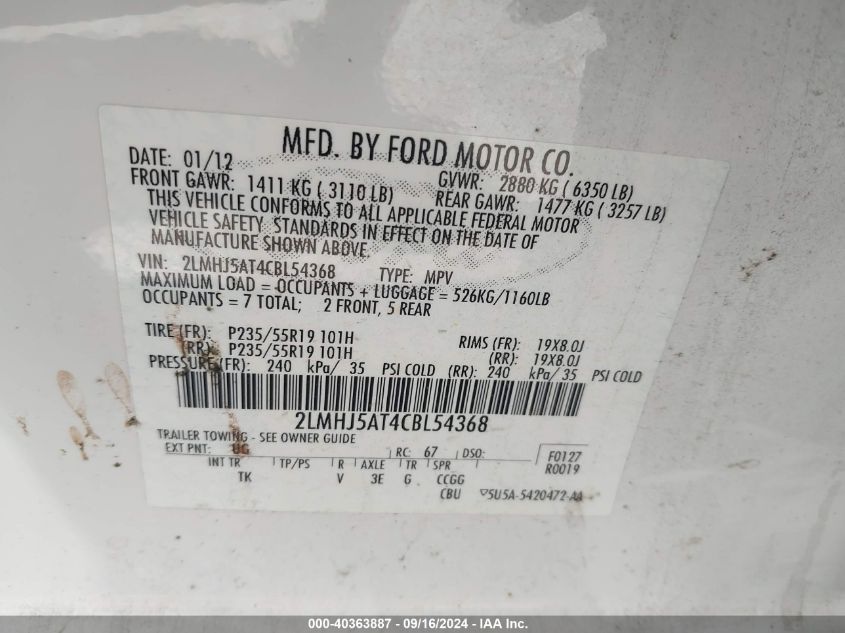 MFD. BY FORD MOTOR CO.
DATE: 01/12 GVWR: 2880 KG ( 6350 LB)
FRONT GAWR: 1411 KG ( 3110 LB) REAR GAWR: 1477 KG ( 3257 LB)
THIS VEHICLE CONFORMS TO ALL APPLICABLE FEDERAL MOTOR
VEHICLE SAFETY STANDARDS IN EFFECT ON THE DATE OF
MANUFACTURE SHOWN ABOVE.
VIN: 2LMHJ5AT4CBL54368 TYPE: MPV
MAXIMUM LOAD = OCCUPANTS + LUGGAGE = 526KG/1160LB
OCCUPANTS = 7 TOTAL; 2 FRONT, 5 REAR
TIRE (FR): P235/55R19 101H RIMS (FR): 19X8.0J
(RR): P235/55R19 101H (RR): 19X8.0J
PRESSURE (FR): 240 kPa/ 35 PSI COLD (RR): 240 kPa/ 35 PSI COLD
2LMHJ5AT4CBL54368
TRAILER TOWING - SEE OWNER GUIDE
EXT PNT: UG RC: 67 DSO: F0127
R0019
INT TR TP/PS R AXLE TR SPR
TK V 3E G CCGG
CBU 5U5A-5420472-AA
000-40363887 - 09/16/2024 - IAA Inc.